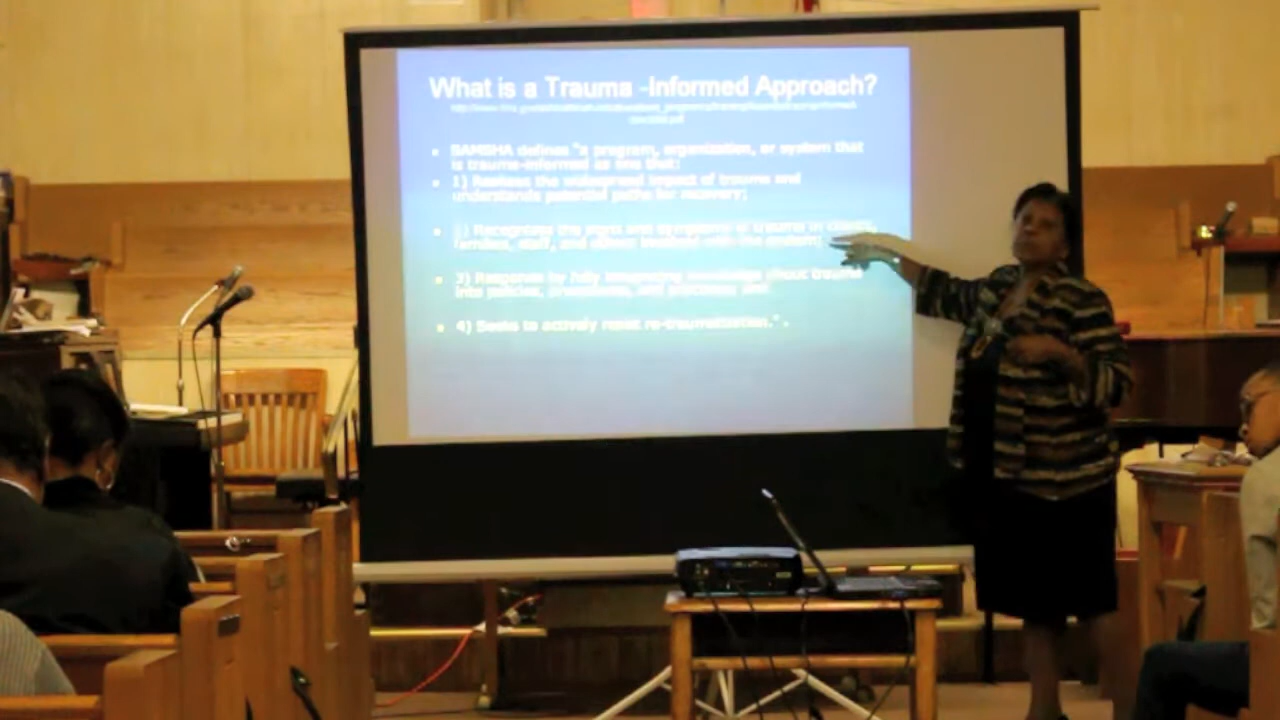 What is a Trauma -Informed Approach?
SAMSHA defines "a program, organization, or system that
is trauma-informed as one that:
1) Realizes the widespread impact of trauma and
understands potential paths for recovery;
2) Recognizes the signs and symptoms of trauma in clients,
families, staff, and others involved with the system;
3) Responds by fully integrating knowledge about trauma
into policies, procedures, and practices; and
4) Seeks to actively resist re-traumatization." .